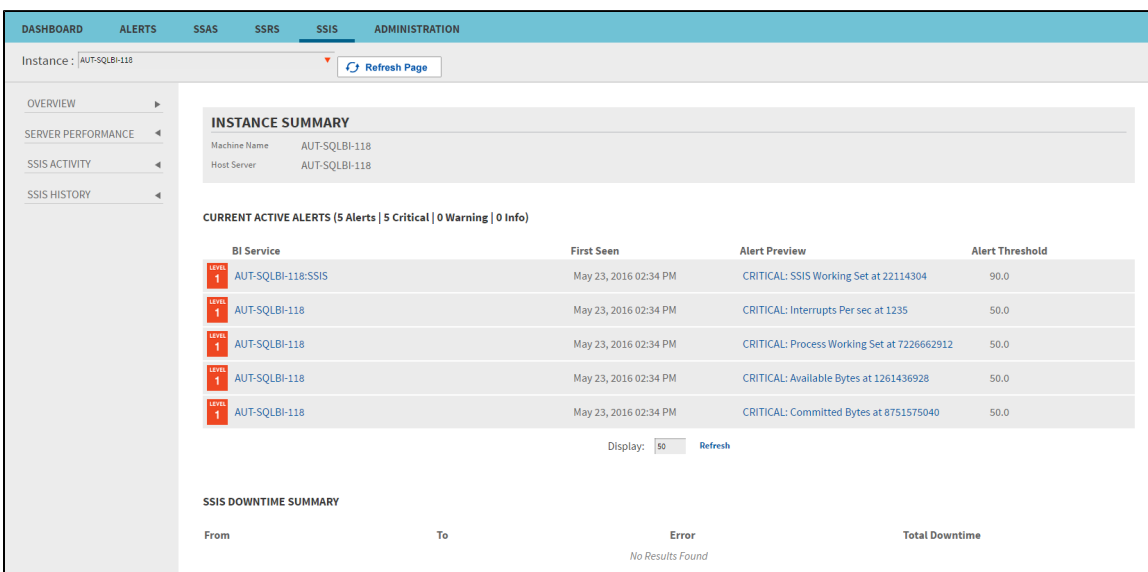 DASHBOARD ALERTS SSAS SSRS SSIS ADMINISTRATION
Instance : AUT-SQLBI-118 Refresh Page
OVERVIEW
SERVER PERFORMANCE
SSIS ACTIVITY
SSIS HISTORY
INSTANCE SUMMARY
Machine Name AUT-SQLBI-118
Host Server AUT-SQLBI-118
CURRENT ACTIVE ALERTS (5 Alerts | 5 Critical | 0 Warning | 0 Info)
BI Service First Seen Alert Preview Alert Threshold
LEVEL 1 AUT-SQLBI-118:SSIS May 23, 2016 02:34 PM CRITICAL: SSIS Working Set at 22114304 90.0
LEVEL 1 AUT-SQLBI-118 May 23, 2016 02:34 PM CRITICAL: Interrupts Per sec at 1235 50.0
LEVEL 1 AUT-SQLBI-118 May 23, 2016 02:34 PM CRITICAL: Process Working Set at 7226662912 50.0
LEVEL 1 AUT-SQLBI-118 May 23, 2016 02:34 PM CRITICAL: Available Bytes at 1261436928 50.0
LEVEL 1 AUT-SQLBI-118 May 23, 2016 02:34 PM CRITICAL: Committed Bytes at 8751575040 50.0
Display: 50 Refresh
SSIS DOWNTIME SUMMARY
From To Error Total Downtime
No Results Found